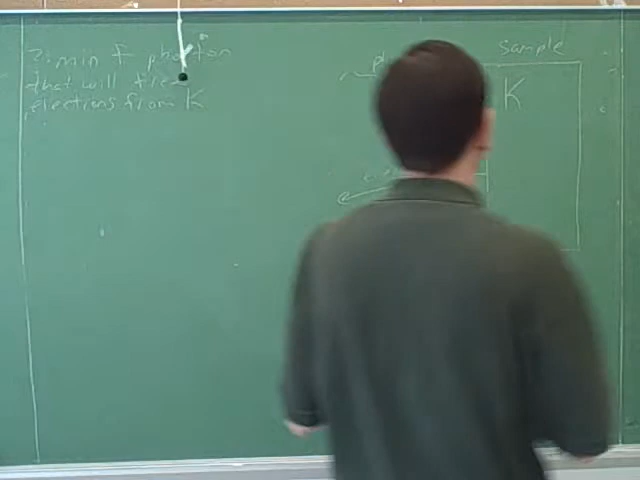 ?: min f photon
that will free
electrons from K
sample
K